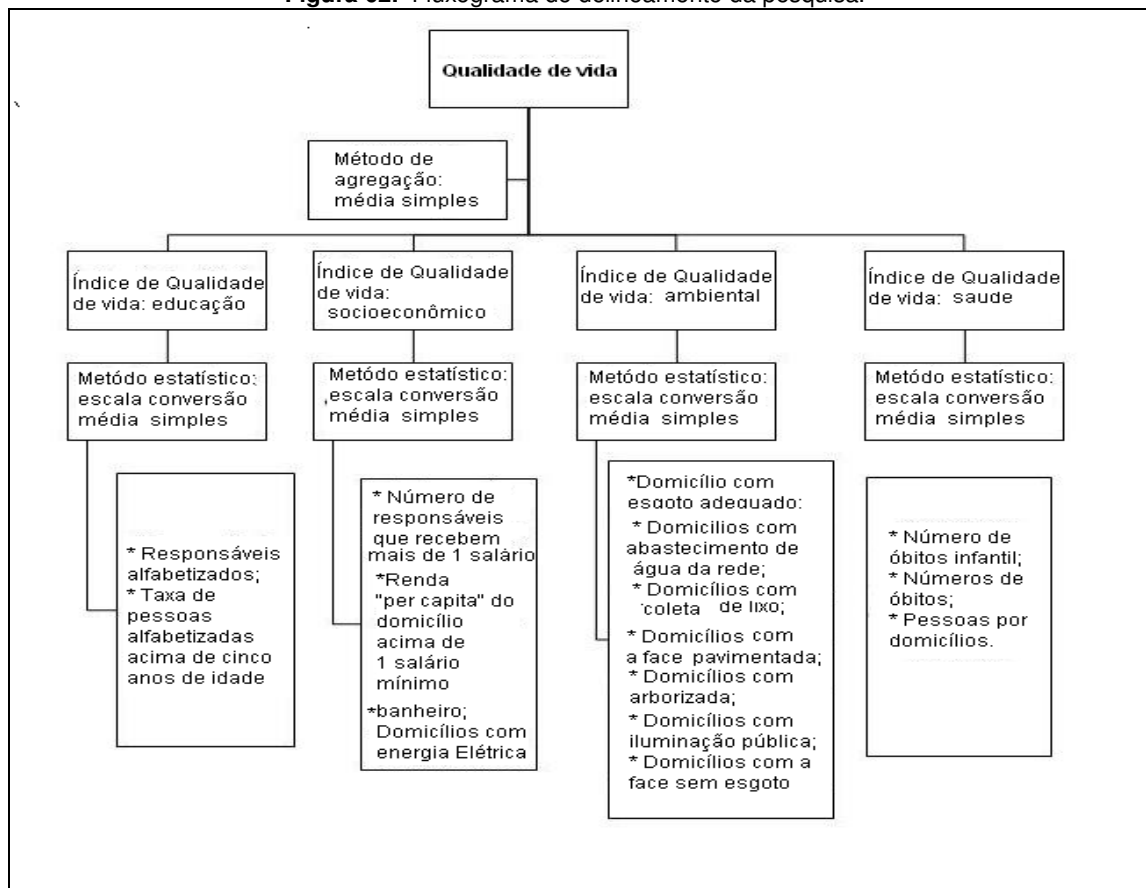 Qualidade de vida
Método de
agregação:
média simples
Índice de Qualidade
de vida: educação
Índice de Qualidade
de vida:
socioeconômico
Índice de Qualidade
de vida: ambiental
Índice de Qualidade
de vida: saude
Metódo estatístico:
escala conversão
média simples
Metódo estatístico:
,escala conversão
média simples
Metódo estatístico:
escala conversão
média simples
Metódo estatístico:
escala conversão
média simples
* Responsáveis
alfabetizados;
* Taxa de
pessoas
alfabetizadas
acima de cinco
anos de idade
* Número de
responsáveis
que recebem
mais de 1 salário
*Renda
"per capita" do
domicílio
acima de
1 salário
mínimo
*banheiro;
Domicílios com
energia Elétrica
*Domicílio com
esgoto adequado:
* Domicilios com
abastecimento de
água da rede;
* Domicílios com
coleta de lixo;
* Domicílios com
a face pavimentada;
* Domicílios com
arborizada;
* Domicílios com
iluminação pública;
* Domicílios com a
face sem esgoto
* Número de
óbitos infantil;
* Números de
óbitos;
* Pessoas por
domicílios.